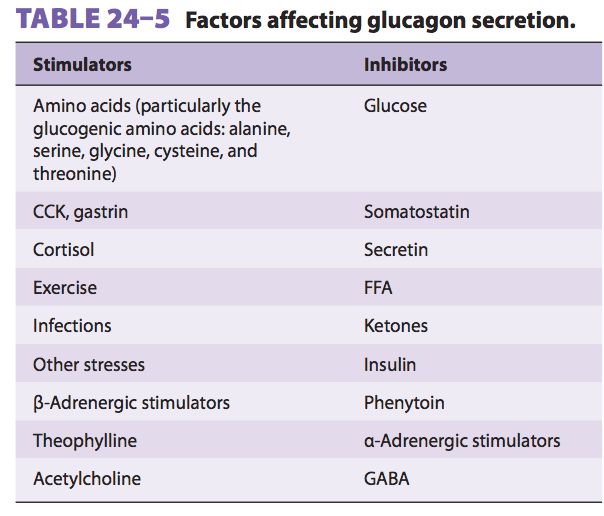 TABLE 24–5 Factors affecting glucagon secretion.
Stimulators Inhibitors
Amino acids (particularly the Glucose
glucogenic amino acids: alanine,
serine, glycine, cysteine, and
threonine)
CCK, gastrin Somatostatin
Cortisol Secretin
Exercise FFA
Infections Ketones
Other stresses Insulin
β-Adrenergic stimulators Phenytoin
Theophylline α-Adrenergic stimulators
Acetylcholine GABA